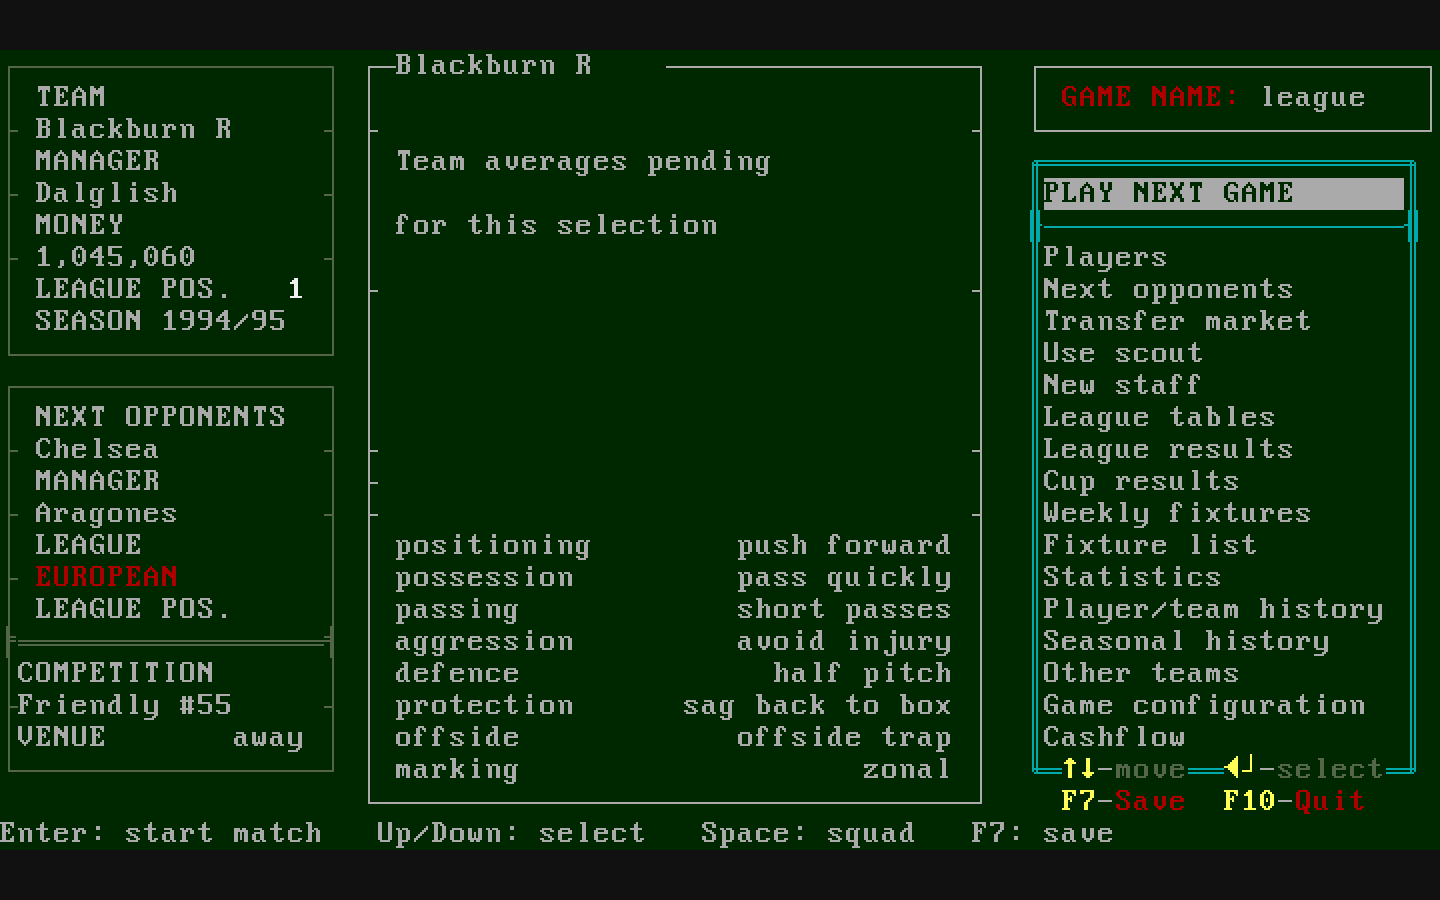 TEAM
Blackburn R
MANAGER
Dalglish
MONEY
1,045,060
LEAGUE POS. 1
SEASON 1994/95
NEXT OPPONENTS
Chelsea
MANAGER
Aragones
LEAGUE
EUROPEAN
LEAGUE POS.
COMPETITION
Friendly #55
VENUE away
Blackburn R
Team averages pending
for this selection
positioning push forward
possession pass quickly
passing short passes
aggression avoid injury
defence half pitch
protection sag back to box
offside offside trap
marking zonal
GAME NAME: league
PLAY NEXT GAME
Players
Next opponents
Transfer market
Use scout
New staff
League tables
League results
Cup results
Weekly fixtures
Fixture list
Statistics
Player/team history
Seasonal history
Other teams
Game configuration
Cashflow
↑↓-move ◄┘-select
F7-Save F10-Quit
Enter: start match Up/Down: select Space: squad F7: save